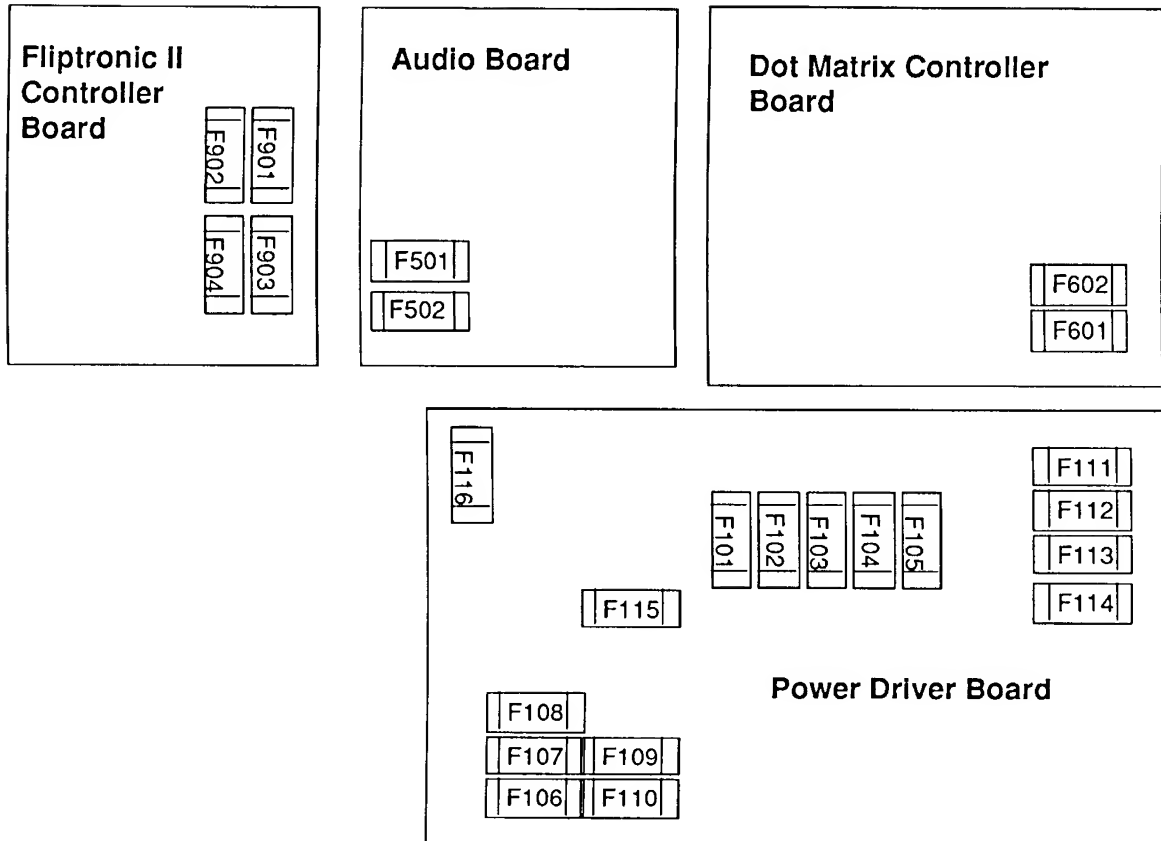 Fliptronic II
Controller
Board
F902
F901
F904
F903
Audio Board
F501
F502
Dot Matrix Controller
Board
F602
F601
F116
F101
F102
F103
F104
F105
F111
F112
F113
F114
F115
Power Driver Board
F108
F107
F109
F106
F110